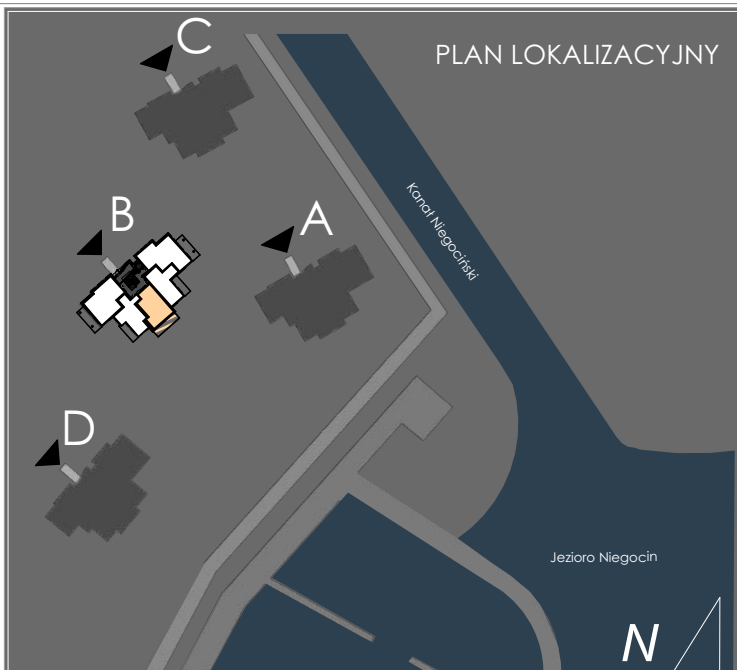 C
PLAN LOKALIZACYJNY
Kanał Niegociński
B
A
D
Jezioro Niegocin
N